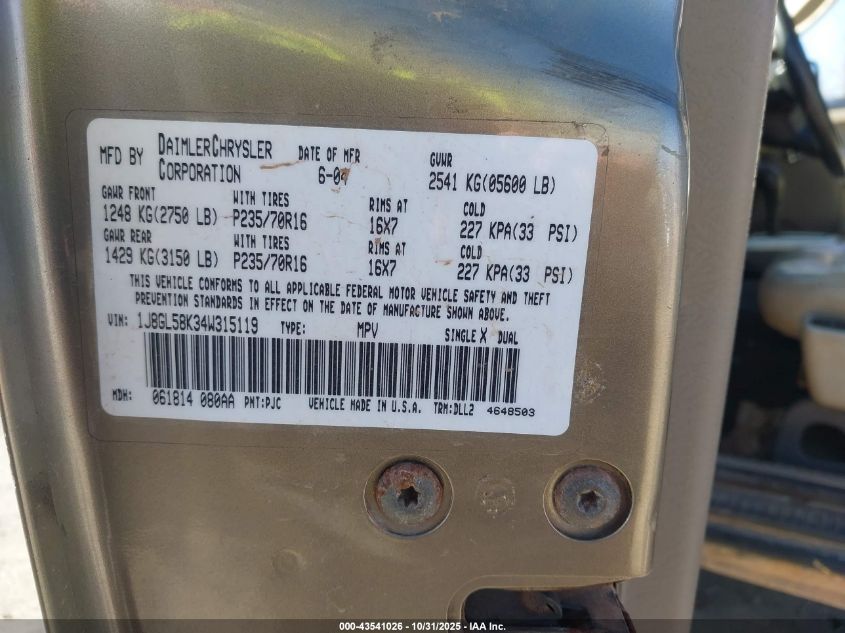 MFD BY DAIMLERCHRYSLER CORPORATION DATE OF MFR 6-04 GVWR 2541 KG(05600 LB)
GAWR FRONT WITH TIRES RIMS AT COLD
1248 KG(2750 LB) P235/70R16 16X7 227 KPA(33 PSI)
GAWR REAR WITH TIRES RIMS AT COLD
1429 KG(3150 LB) P235/70R16 16X7 227 KPA(33 PSI)
THIS VEHICLE CONFORMS TO ALL APPLICABLE FEDERAL MOTOR VEHICLE SAFETY AND THEFT
PREVENTION STANDARDS IN EFFECT ON THE DATE OF MANUFACTURE SHOWN ABOVE.
VIN: 1J8GL58K34W315119 TYPE: MPV SINGLE X DUAL
MDH: 061814 080AA PNT:PJC VEHICLE MADE IN U.S.A. TRM:DLL2 4648503
000-43541026 - 10/31/2025 - IAA Inc.